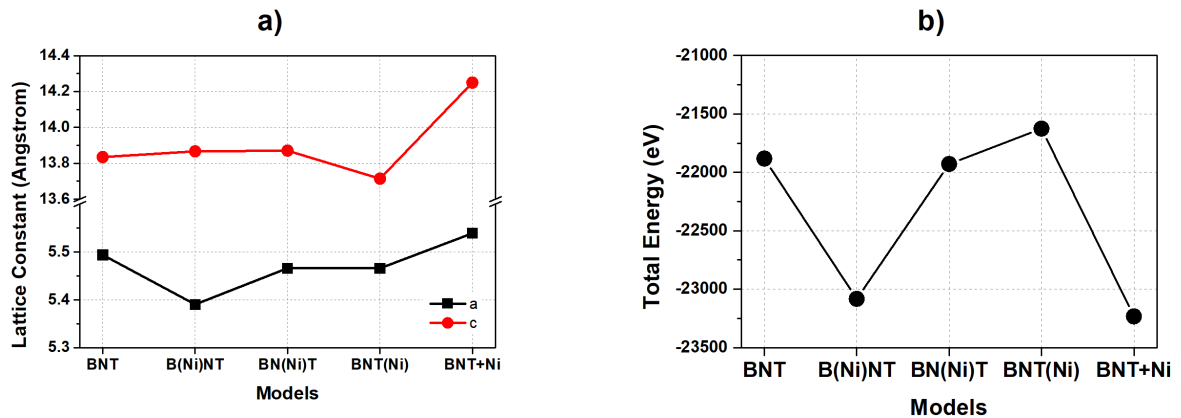 a)
14.4
14.2
14.0
13.8
13.6
5.5
5.4
5.3
Lattice Constant (Angstrom)
a
c
BNT B(Ni)NT BN(Ni)T BNT(Ni) BNT+Ni
Models
b)
-21000
-21500
-22000
-22500
-23000
-23500
Total Energy (eV)
BNT B(Ni)NT BN(Ni)T BNT(Ni) BNT+Ni
Models